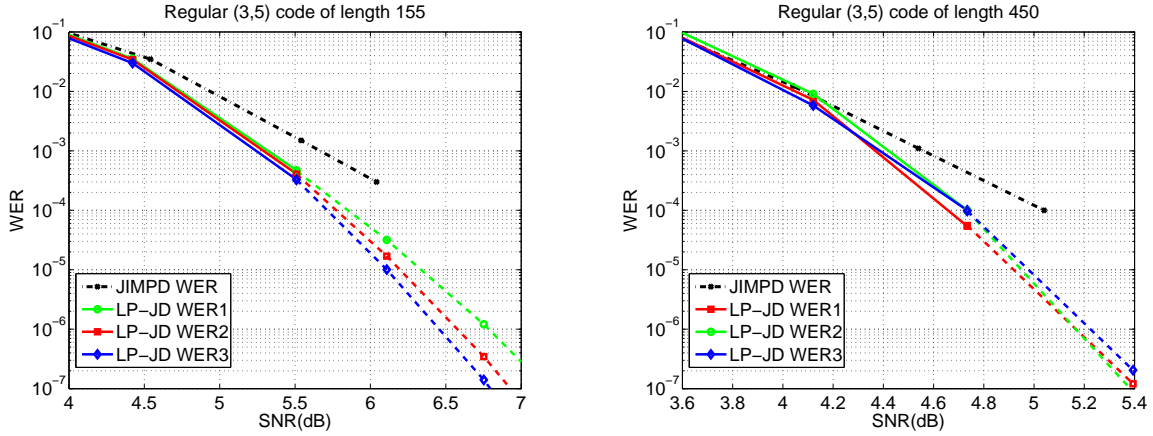 Regular (3,5) code of length 155
10^−1
10^−2
10^−3
10^−4
10^−5
10^−6
10^−7
WER
4
4.5
5
5.5
6
6.5
7
SNR(dB)
JIMPD WER
LP−JD WER1
LP−JD WER2
LP−JD WER3
Regular (3,5) code of length 450
10^−1
10^−2
10^−3
10^−4
10^−5
10^−6
10^−7
WER
3.6
3.8
4
4.2
4.4
4.6
4.8
5
5.2
5.4
SNR(dB)
JIMPD WER
LP−JD WER1
LP−JD WER2
LP−JD WER3